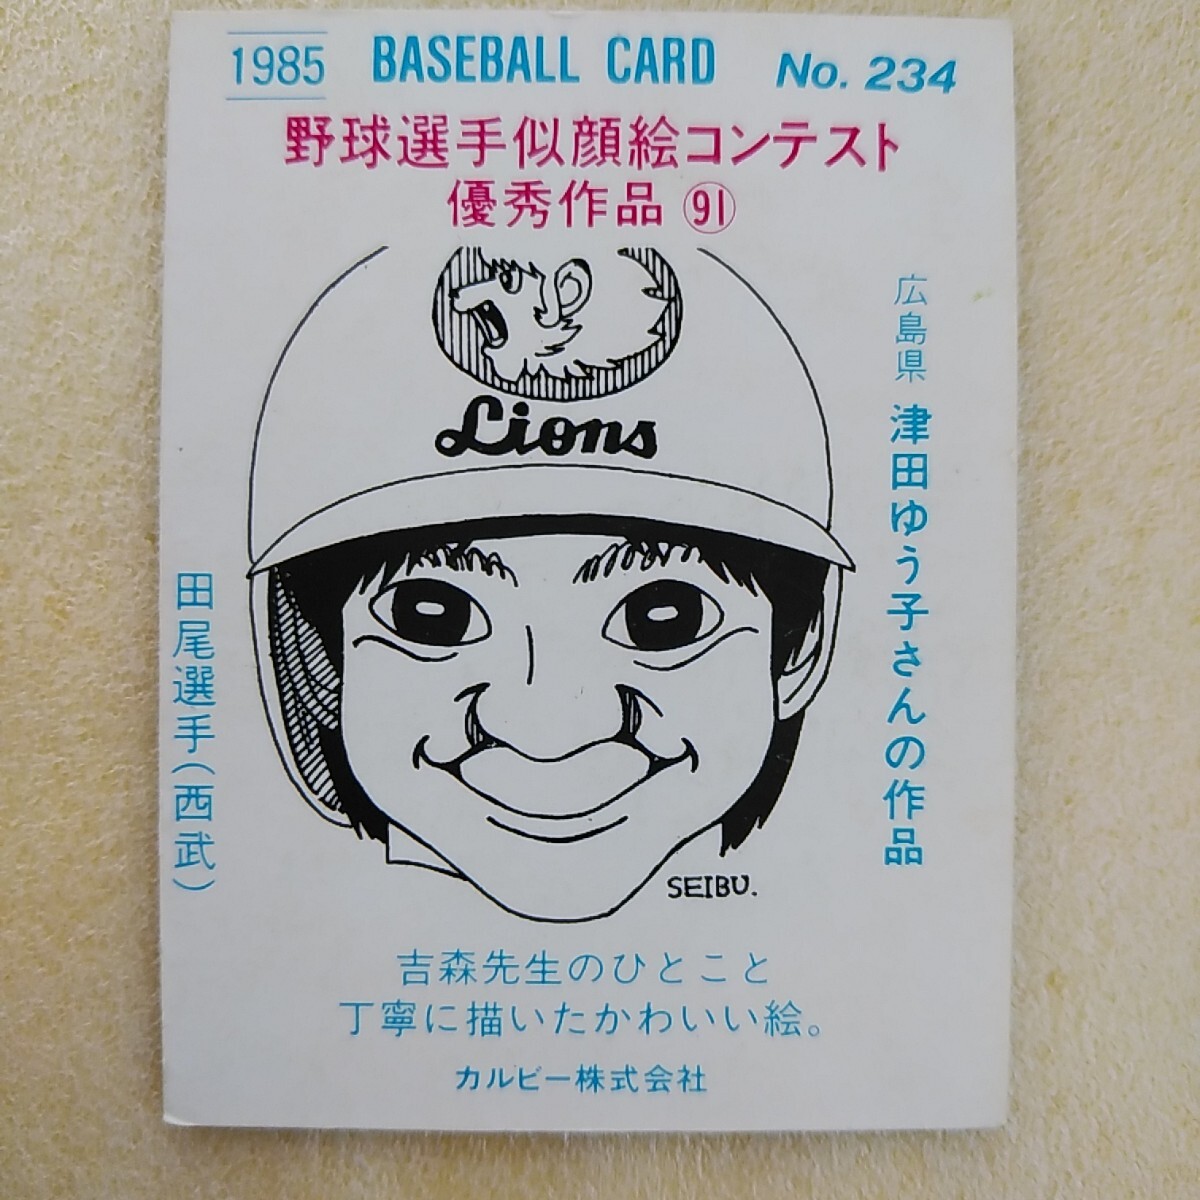 1985 BASEBALL CARD No. 234
野球選手似顔絵コンテスト
優秀作品 ㉑
Lions
広島県 津田ゆう子さんの作品
田尾選手(西武)
SEIBU.
吉森先生のひとこと
丁寧に描いたかわいい絵。
カルビー株式会社